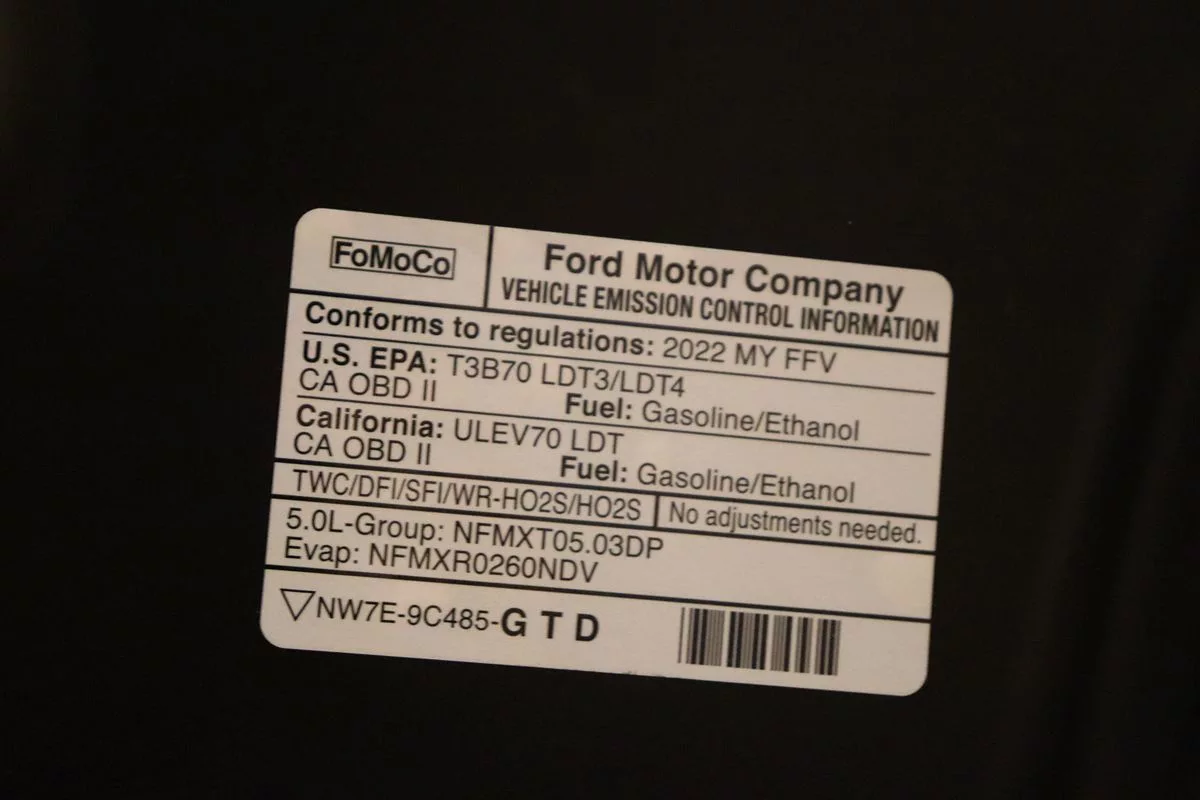 FoMoCo
Ford Motor Company
VEHICLE EMISSION CONTROL INFORMATION
Conforms to regulations: 2022 MY FFV
U.S. EPA: T3B70 LDT3/LDT4
CA OBD II Fuel: Gasoline/Ethanol
California: ULEV70 LDT
CA OBD II Fuel: Gasoline/Ethanol
TWC/DFI/SFI/WR-HO2S/HO2S No adjustments needed.
5.0L-Group: NFMXT05.03DP
Evap: NFMXR0260NDV
NW7E-9C485-G T D